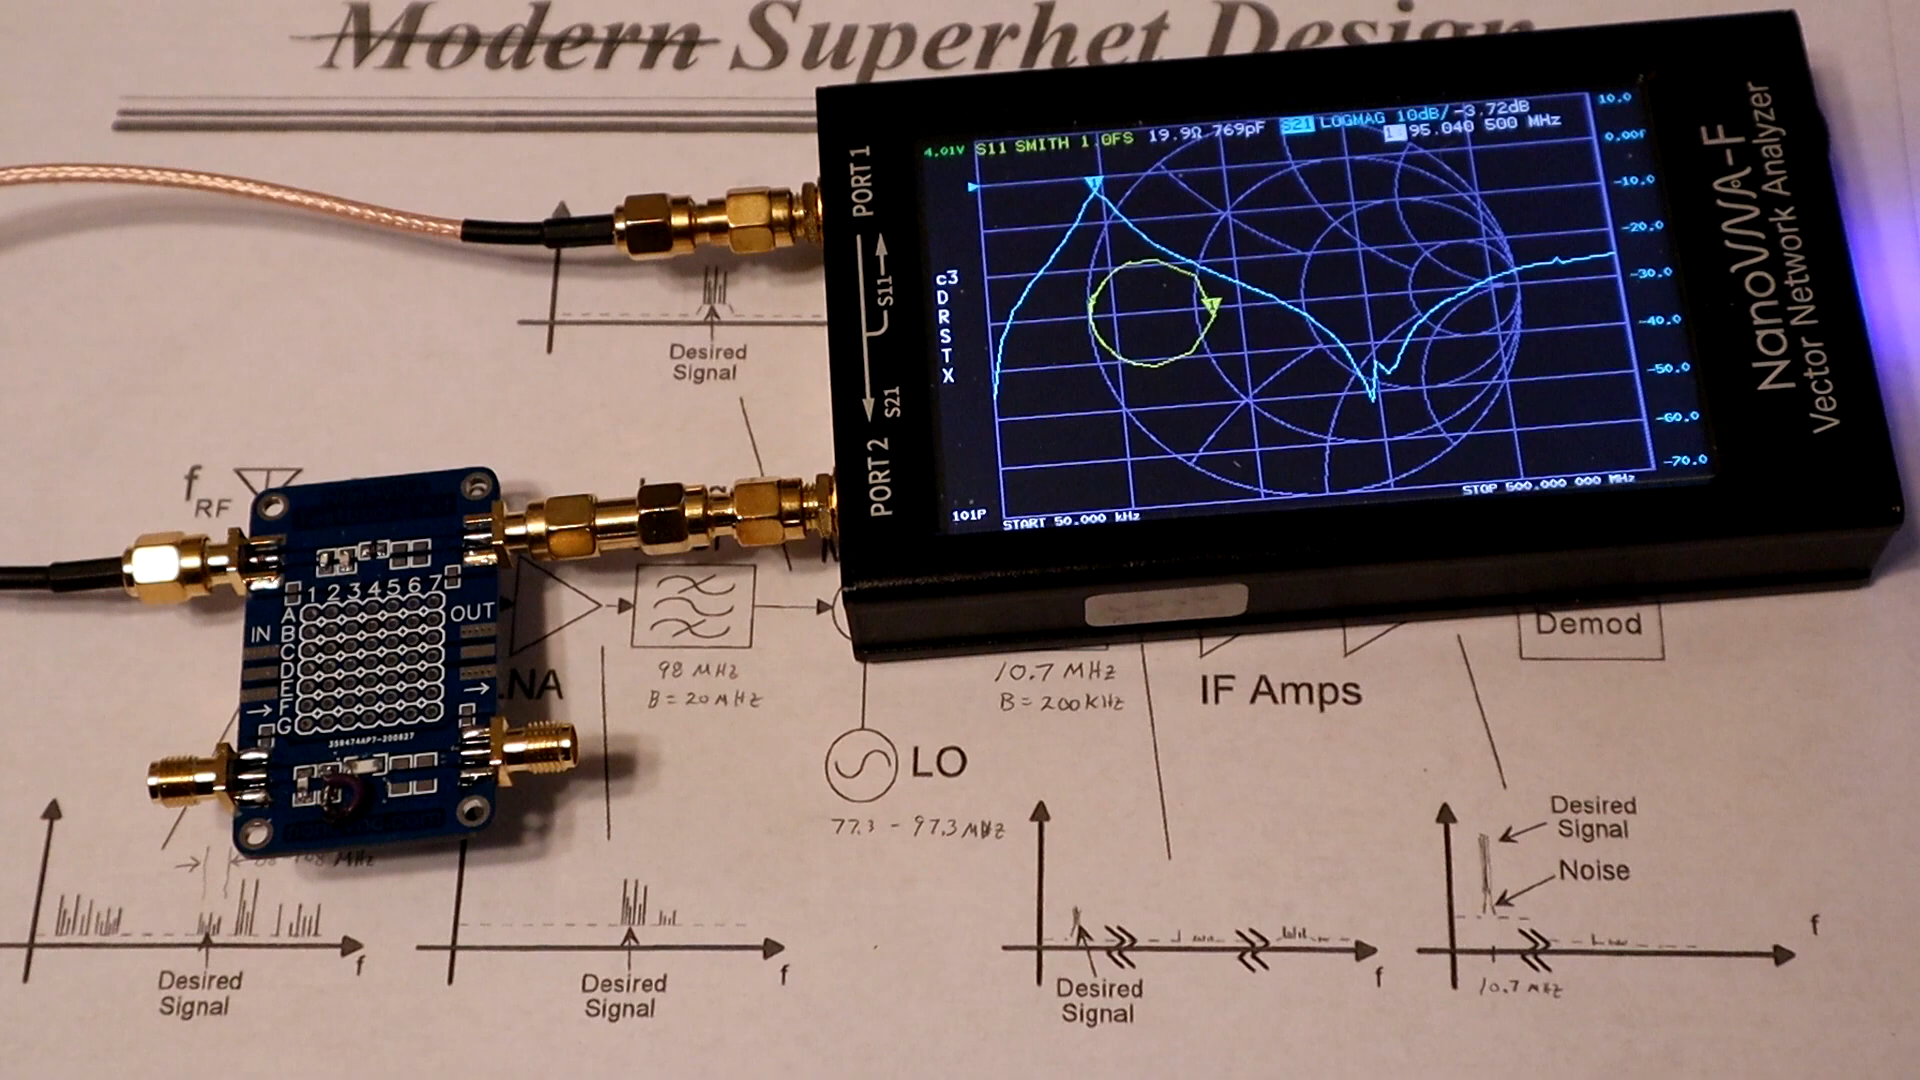 Modern Superhet Design
4.01V S11 SMITH 1.0FS 19.9Ω 769pF S21 LOGMAG 10dB/ -3.72dB
1: 95.040 500 MHz
10.0
0.00
-10.0
-20.0
-30.0
-40.0
-50.0
-60.0
-70.0
c3
D
R
S
T
X
101P START 50.000 kHz STOP 500.000 000 MHz
PORT 1
S11
S21
PORT 2
NanoVNA-F
Vector Network Analyzer
Desired
Signal
f RF
1 2 3 4 5 6 7
A
B
C
D
E
F
G
IN
OUT
LNA
98 MHz
B = 20 MHz
10.7 MHz
B = 200 KHz
IF Amps
Demod
LO
77.3 - 97.3 MHz
Desired
Signal
f
Desired
Signal
f
Desired
Signal
f
Desired
Signal
Noise
10.7 MHz
f